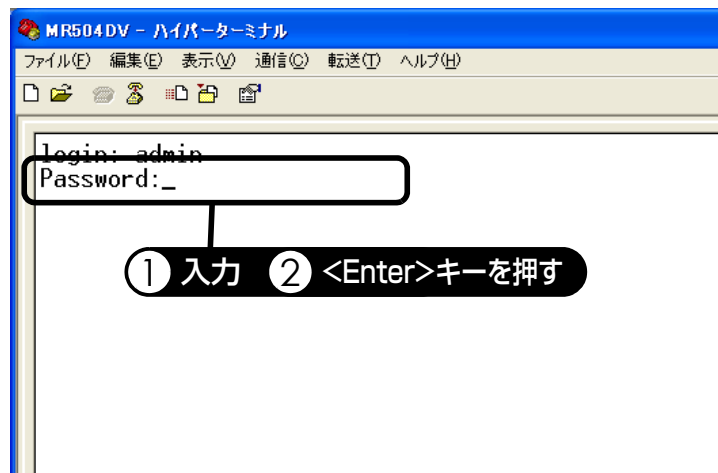 MR504DV - ハイパーターミナル
ファイル(F) 編集(E) 表示(V) 通信(C) 転送(T) ヘルプ(H)
login: admin
Password:_
① 入力 ② <Enter>キーを押す